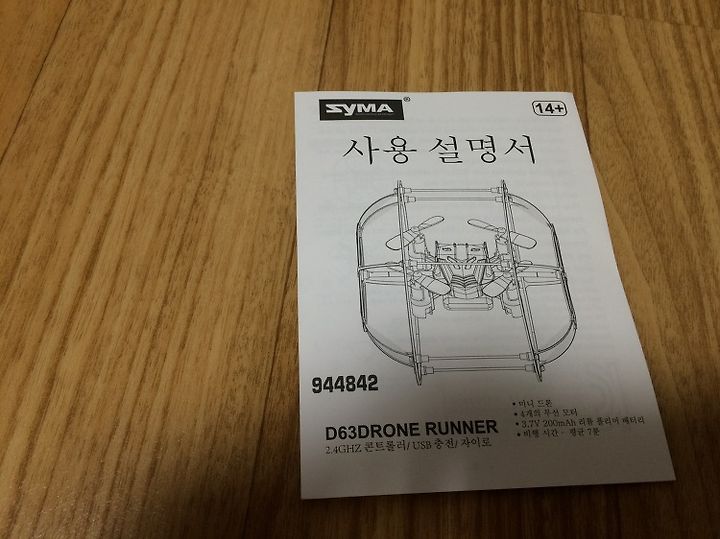 SYMA®
14+
사용 설명서
944842
D63DRONE RUNNER
2.4GHZ 콘트롤러/ USB 충전/ 자이로
• 미니 드론
• 4개의 무선 모터
• 3.7V 200mAh 리튬 폴리머 배터리
• 비행 시간 - 평균 7분